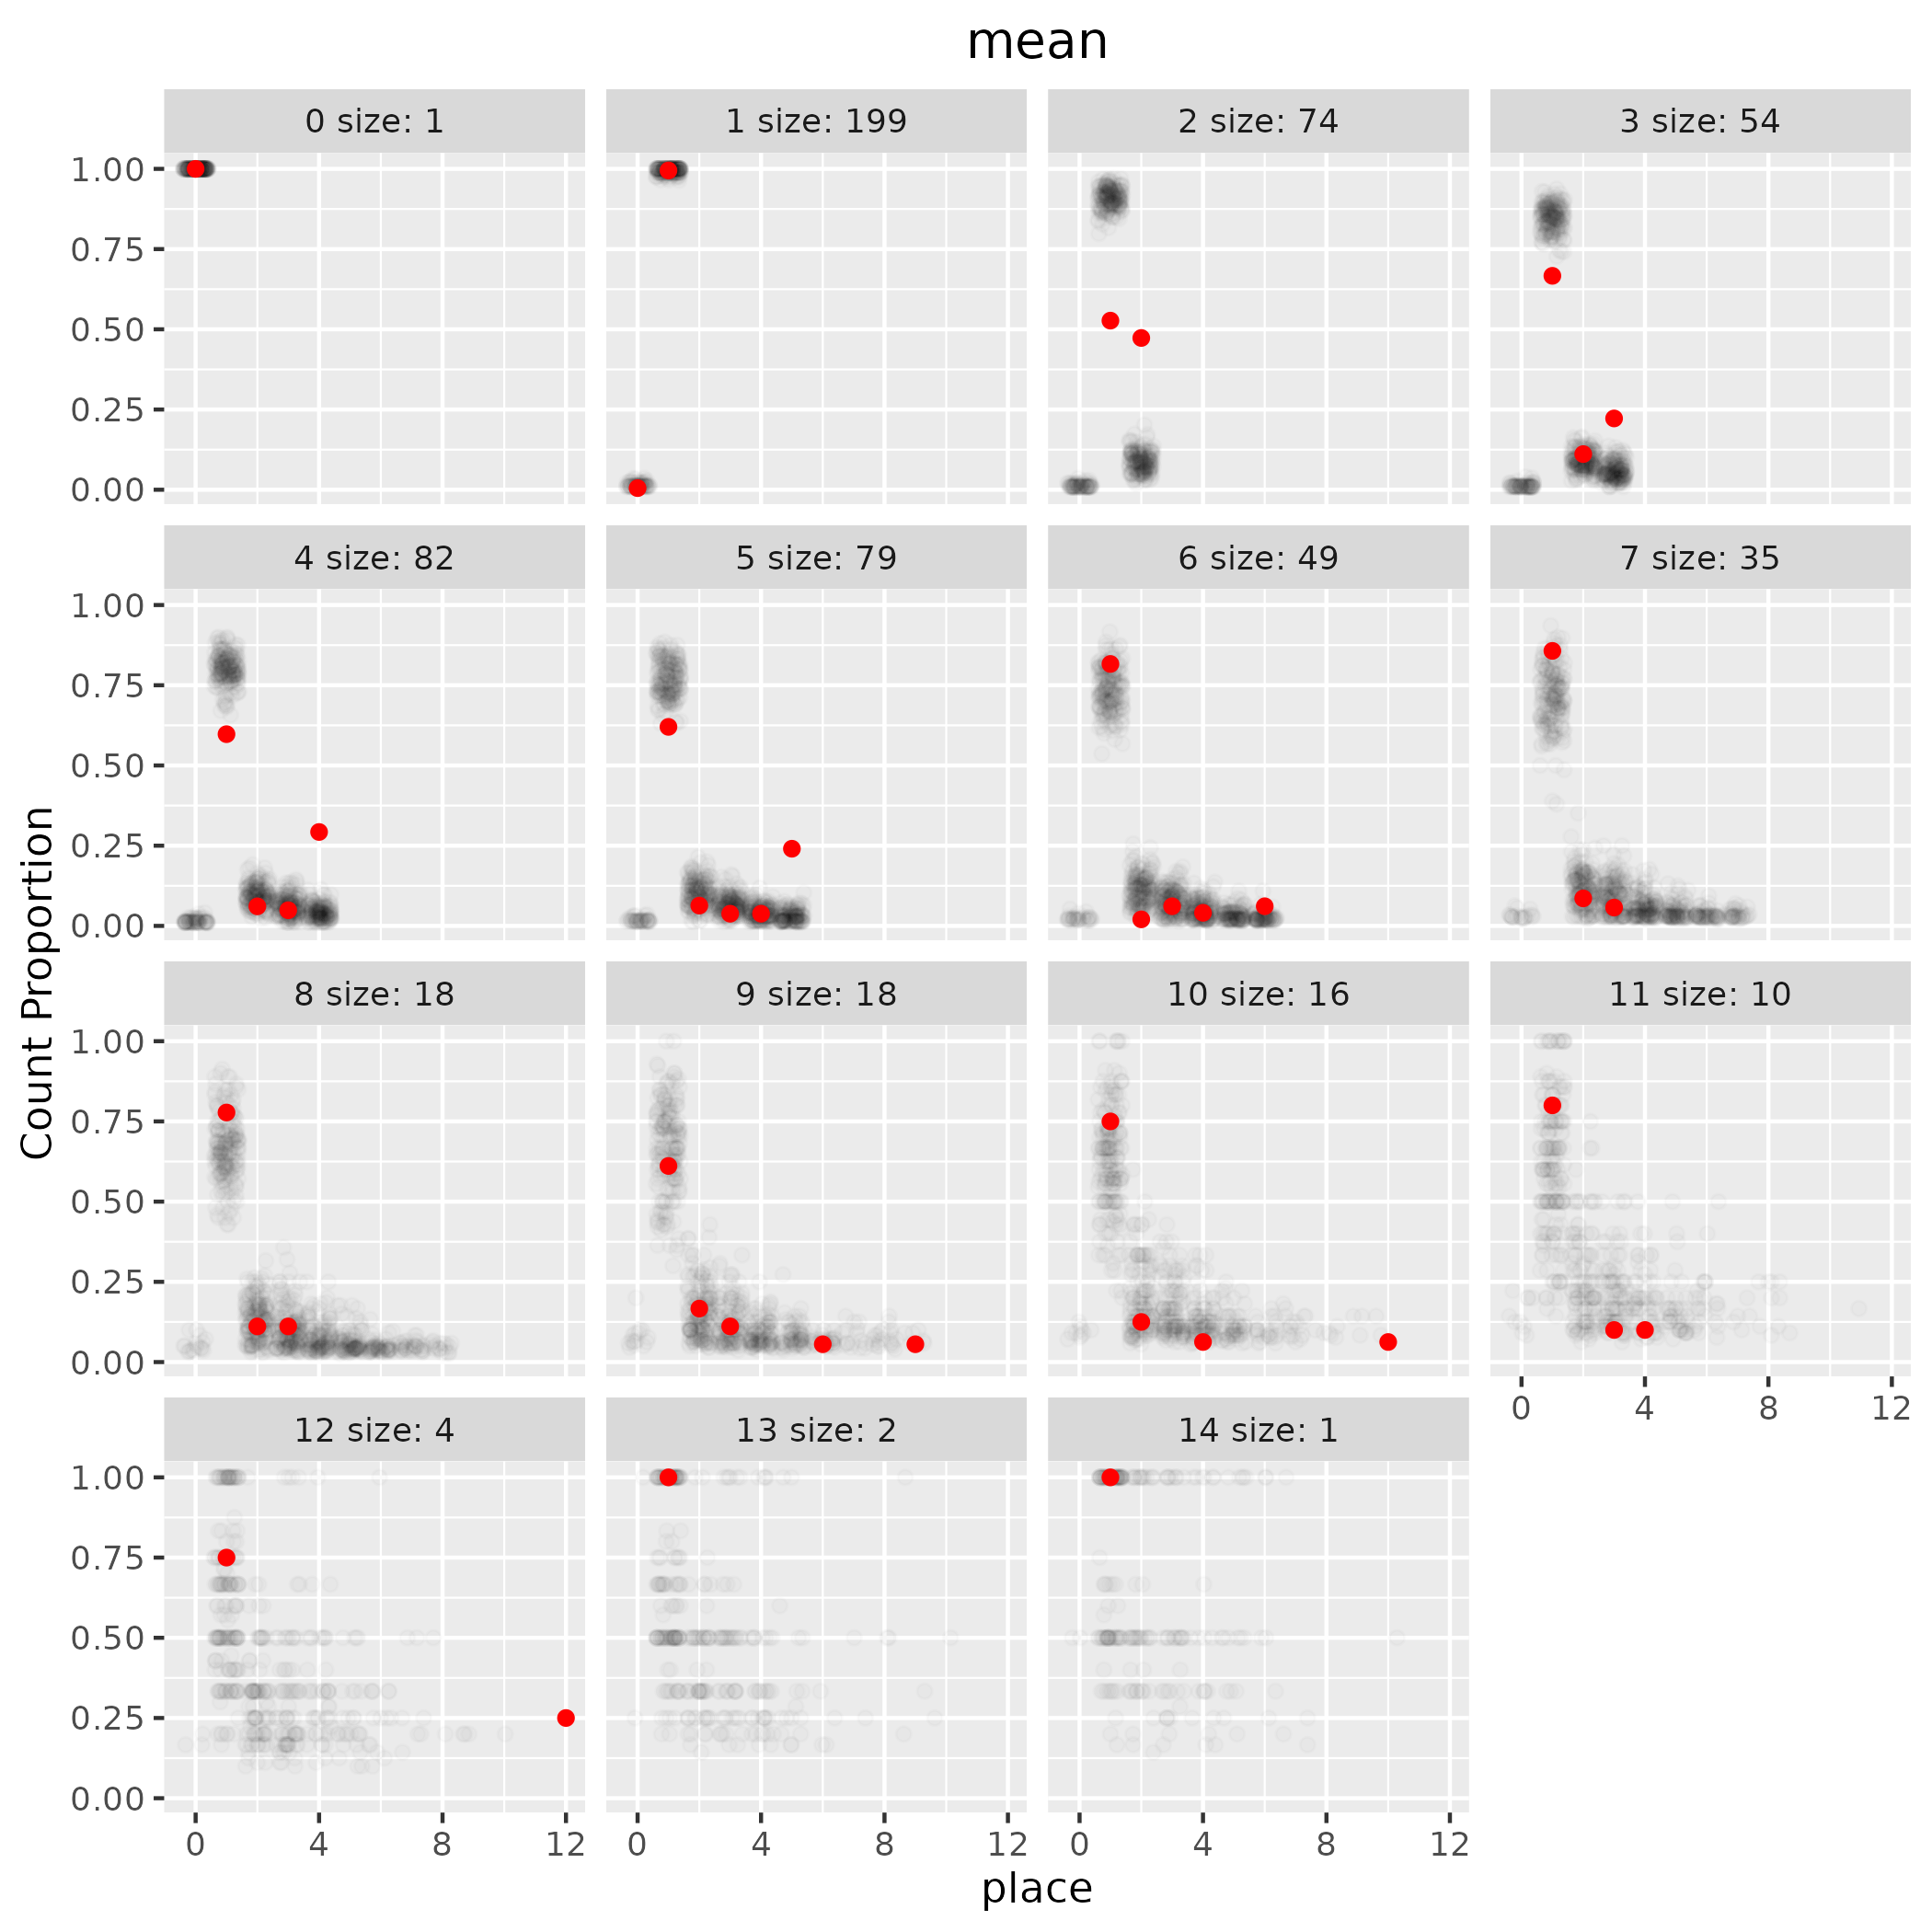 mean
0 size: 1
1 size: 199
2 size: 74
3 size: 54
1.00
0.75
0.50
0.25
0.00
4 size: 82
5 size: 79
6 size: 49
7 size: 35
1.00
0.75
0.50
0.25
0.00
Count Proportion
8 size: 18
9 size: 18
10 size: 16
11 size: 10
1.00
0.75
0.50
0.25
0.00
0 4 8 12
12 size: 4
13 size: 2
14 size: 1
1.00
0.75
0.50
0.25
0.00
0 4 8 12
0 4 8 12
0 4 8 12
place